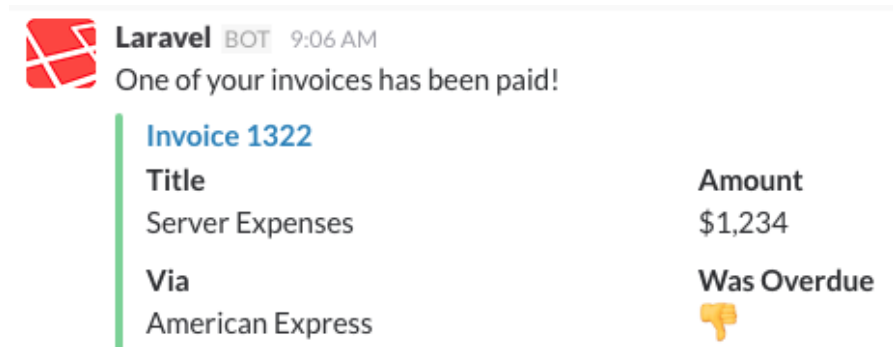 Laravel BOT 9:06 AM
One of your invoices has been paid!
Invoice 1322
Title Amount
Server Expenses $1,234
Via Was Overdue
American Express 👎